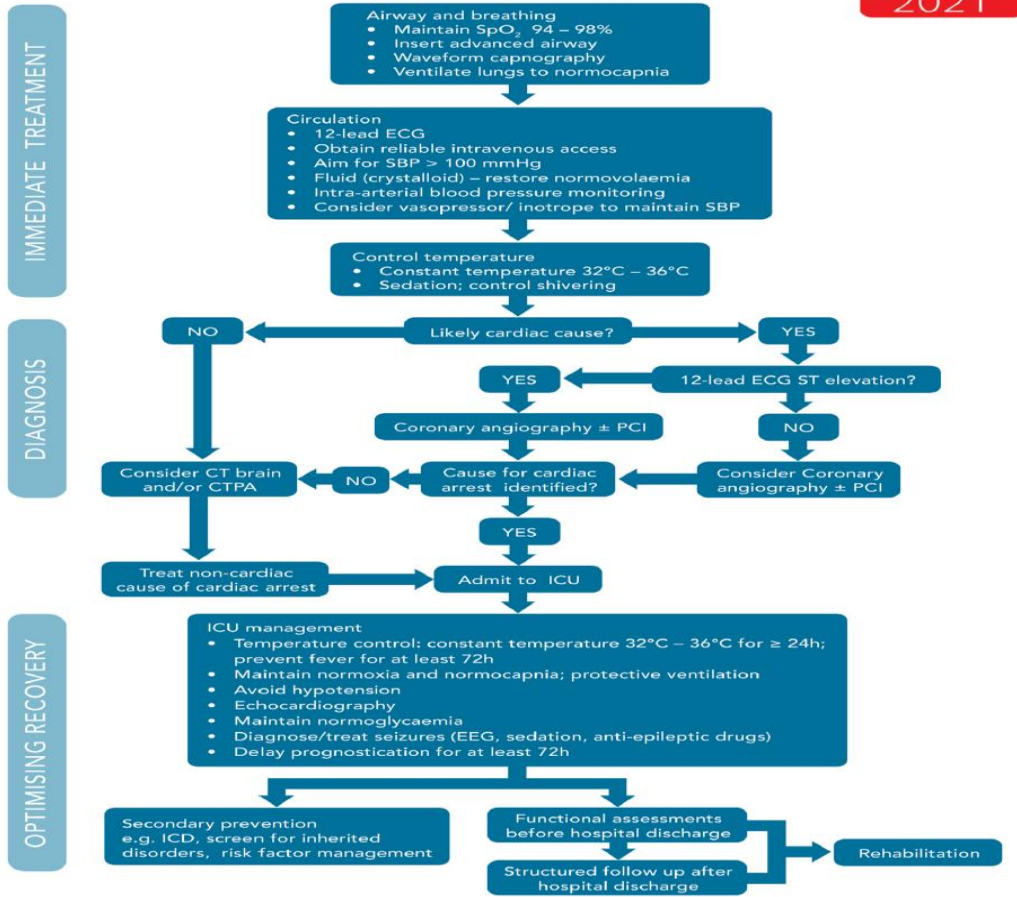 2021
IMMEDIATE TREATMENT
Airway and breathing
• Maintain SpO₂ 94 – 98%
• Insert advanced airway
• Waveform capnography
• Ventilate lungs to normocapnia
Circulation
• 12-lead ECG
• Obtain reliable intravenous access
• Aim for SBP > 100 mmHg
• Fluid (crystalloid) – restore normovolaemia
• Intra-arterial blood pressure monitoring
• Consider vasopressor/ inotrope to maintain SBP
Control temperature
• Constant temperature 32°C – 36°C
• Sedation; control shivering
DIAGNOSIS
NO
Likely cardiac cause?
YES
YES
12-lead ECG ST elevation?
Coronary angiography ± PCI
NO
Consider CT brain
and/or CTPA
NO
Cause for cardiac
arrest identified?
Consider Coronary
angiography ± PCI
YES
Treat non-cardiac
cause of cardiac arrest
Admit to ICU
OPTIMISING RECOVERY
ICU management
• Temperature control: constant temperature 32°C – 36°C for ≥ 24h;
prevent fever for at least 72h
• Maintain normoxia and normocapnia; protective ventilation
• Avoid hypotension
• Echocardiography
• Maintain normoglycaemia
• Diagnose/treat seizures (EEG, sedation, anti-epileptic drugs)
• Delay prognostication for at least 72h
Secondary prevention
e.g. ICD, screen for inherited
disorders, risk factor management
Functional assessments
before hospital discharge
Structured follow up after
hospital discharge
Rehabilitation